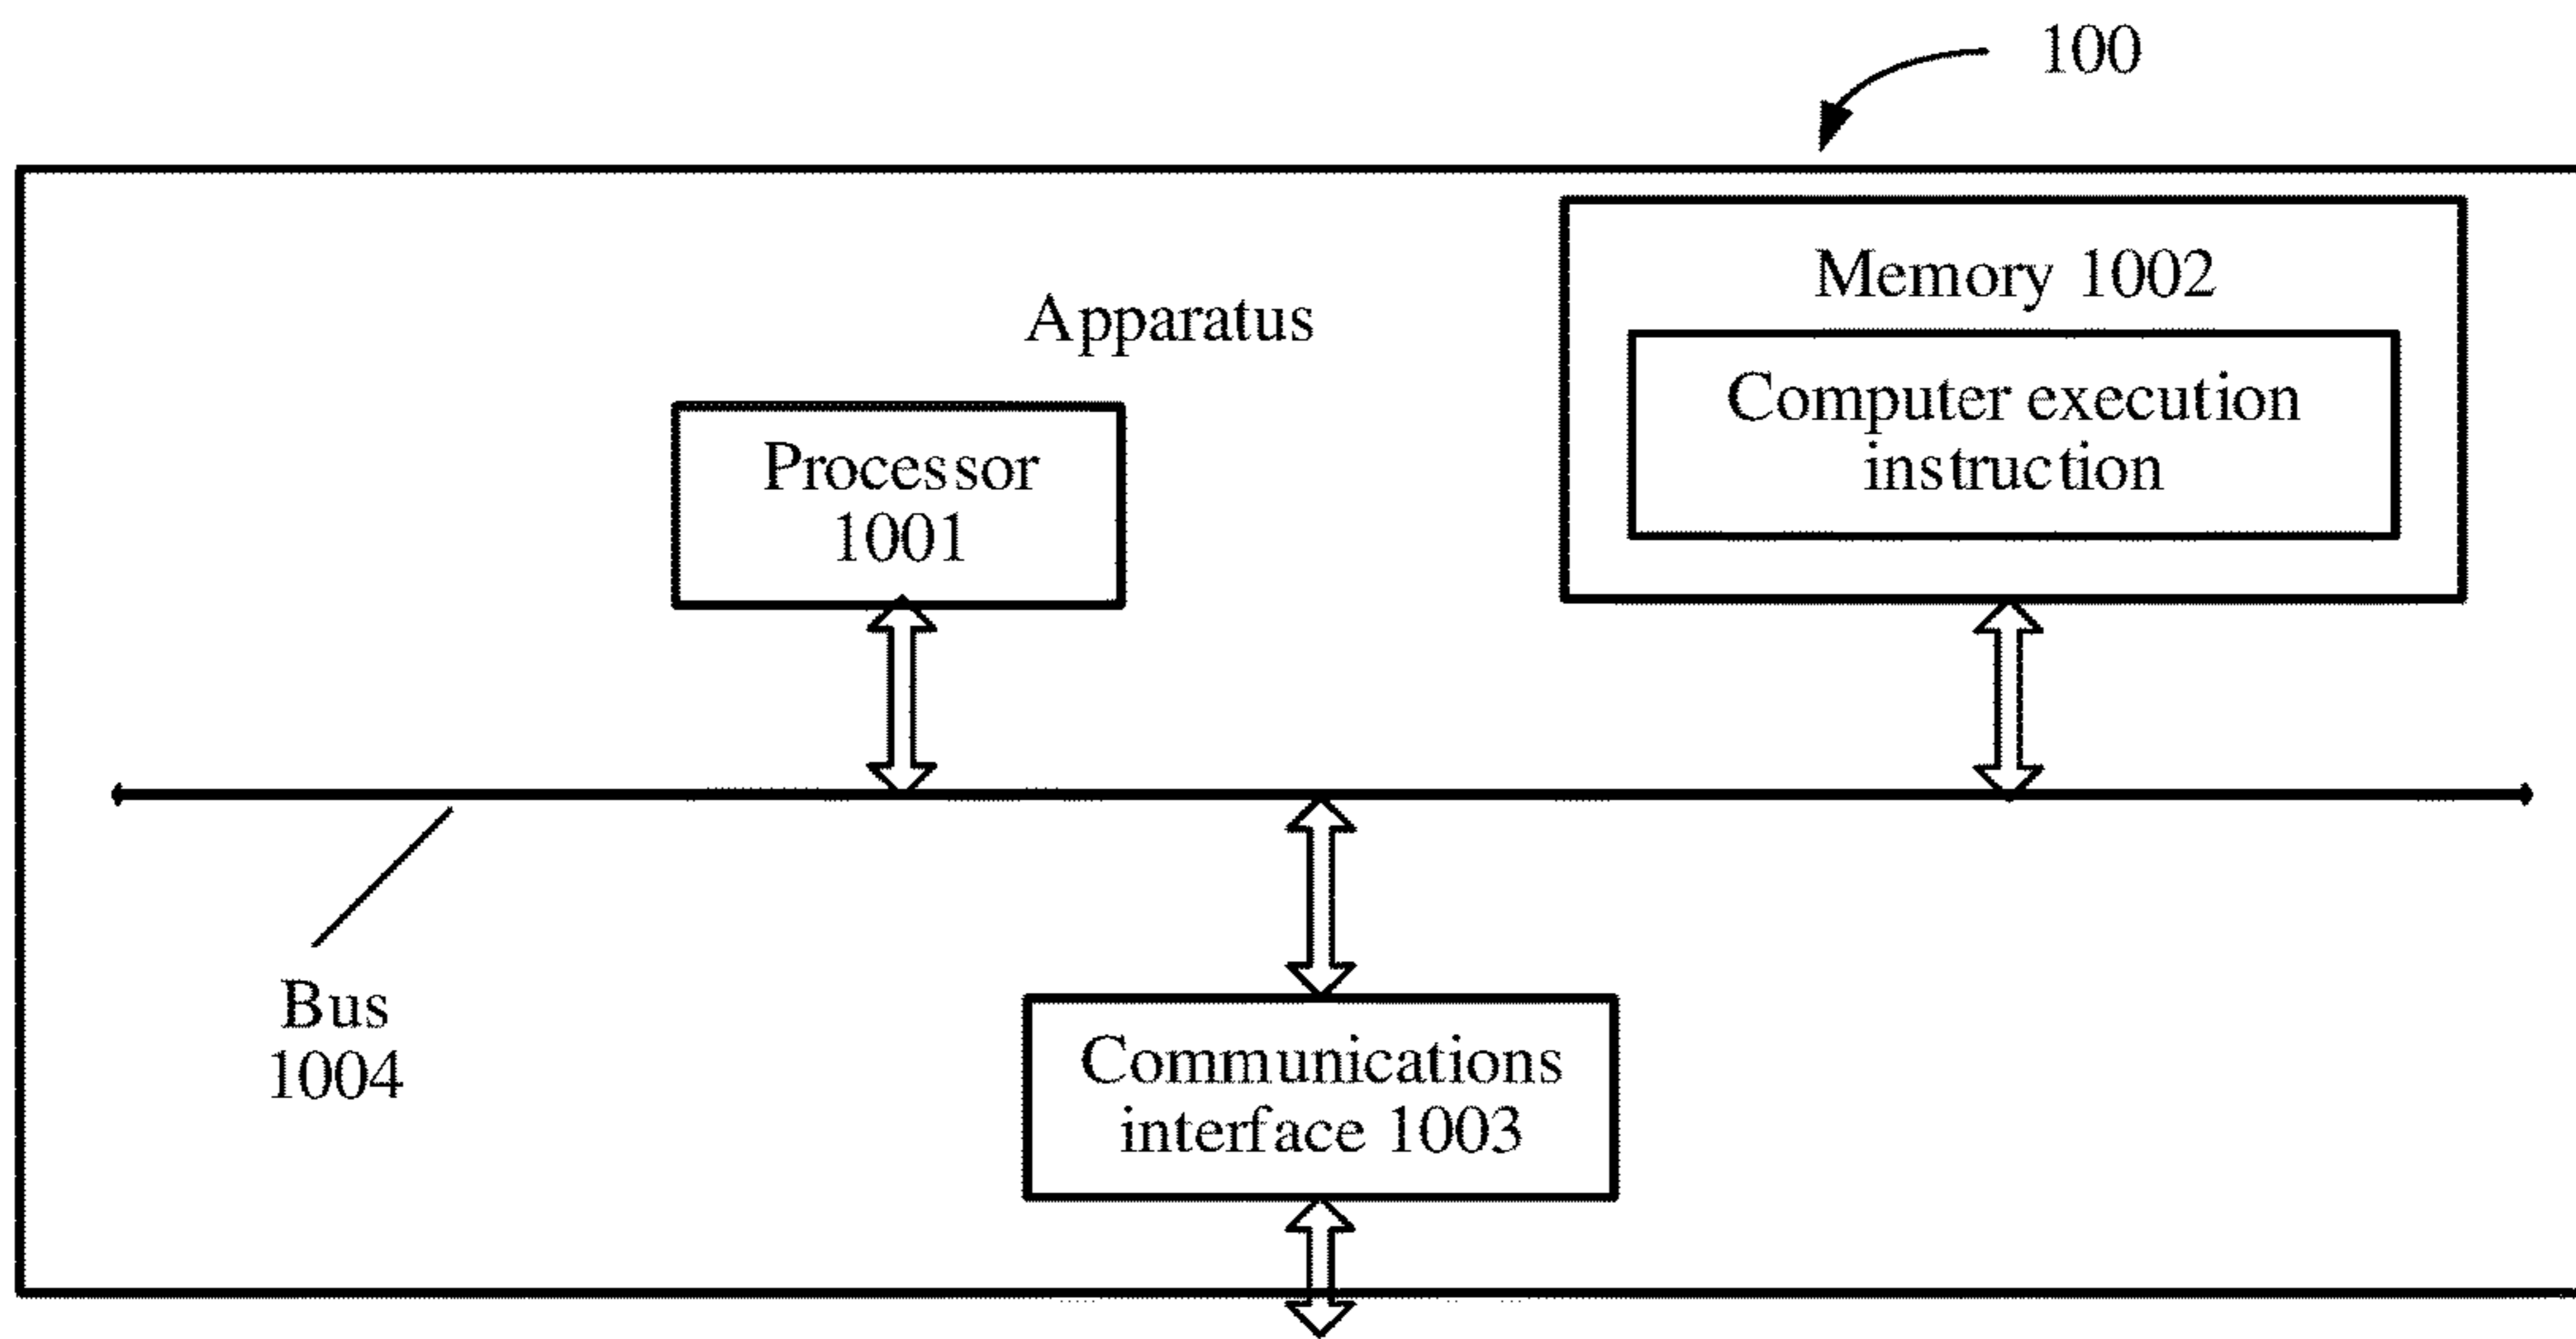 100
Apparatus
Memory 1002
Computer execution
instruction
Processor
1001
Bus
1004
Communications
interface 1003